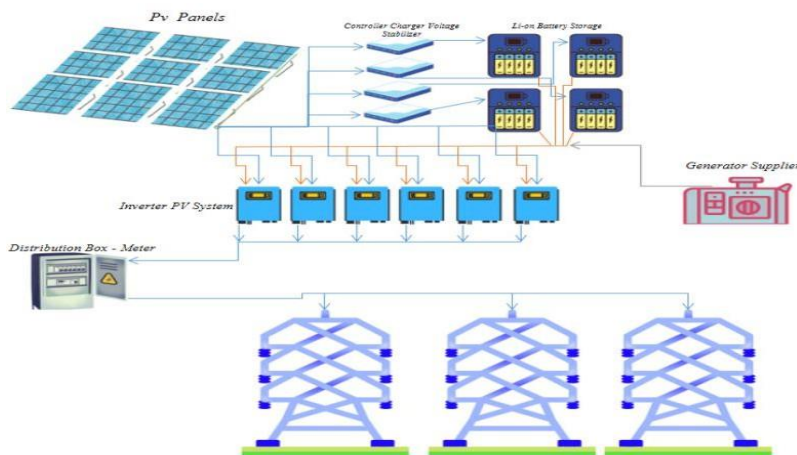 Pv Panels
Controller Charger Voltage
Stabilizer
Li-on Battery Storage
Generator Supplier
Inverter PV System
Distribution Box - Meter